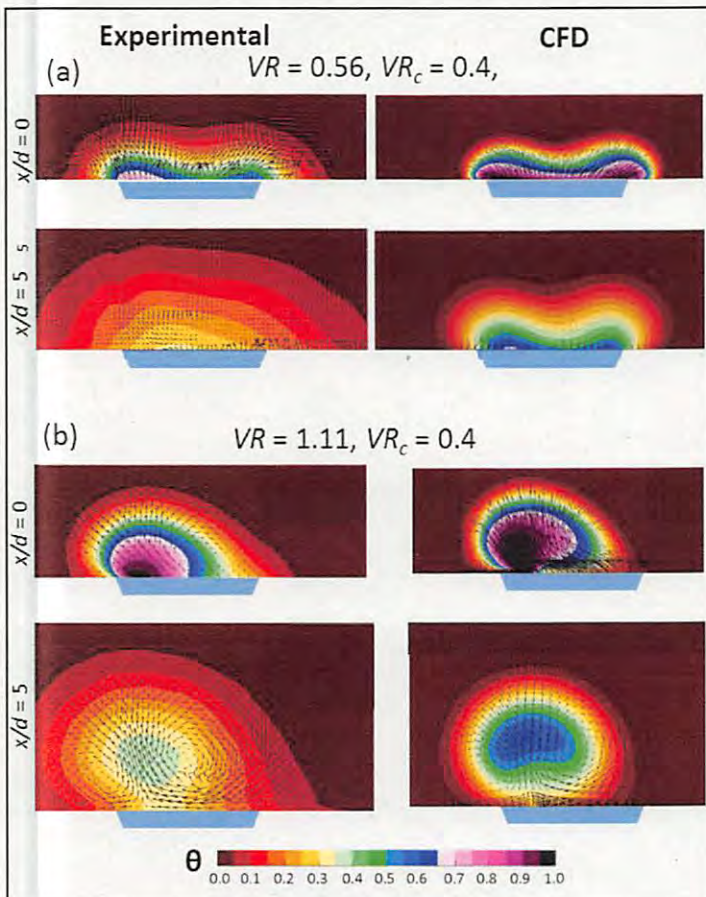 Experimental CFD
(a) VR = 0.56, VRc = 0.4,
x/d = 0
x/d = 5 5
(b) VR = 1.11, VRc = 0.4
x/d = 0
x/d = 5
θ 0.0 0.1 0.2 0.3 0.4 0.5 0.6 0.7 0.8 0.9 1.0